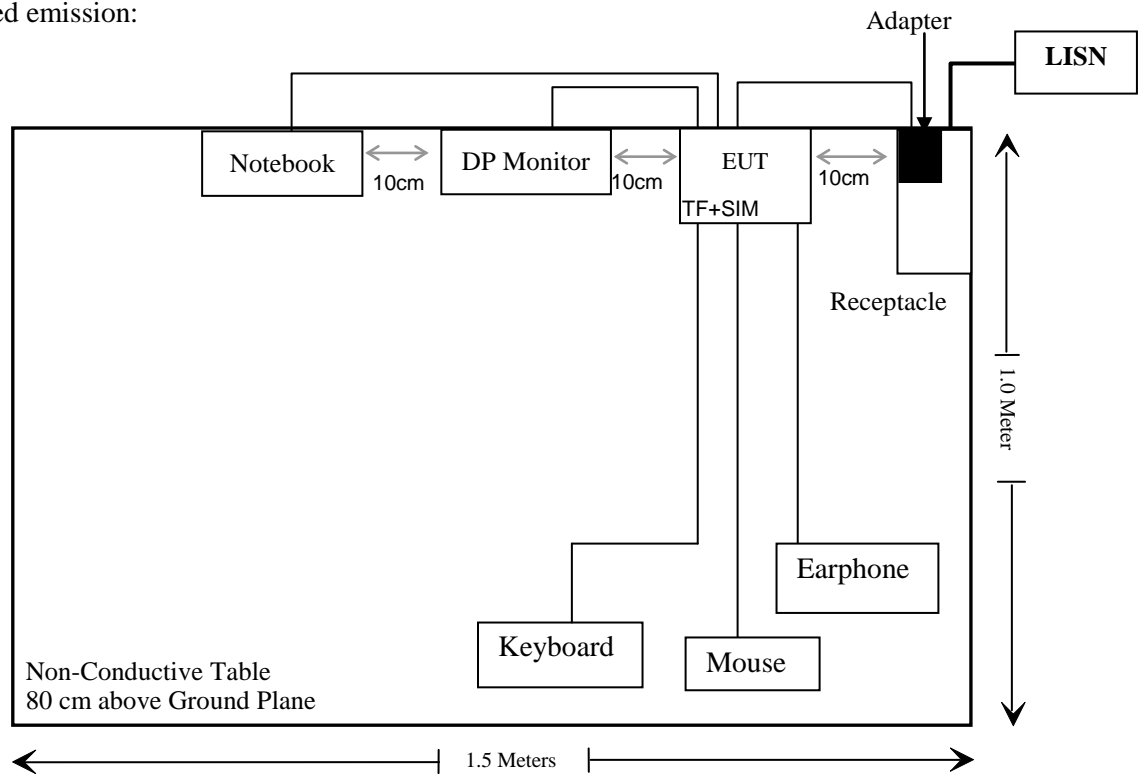 ed emission:
Adapter
LISN
Notebook
DP Monitor
EUT
10cm
10cm
10cm
TF+SIM
Receptacle
1.0 Meter
Earphone
Keyboard
Mouse
Non-Conductive Table
80 cm above Ground Plane
1.5 Meters